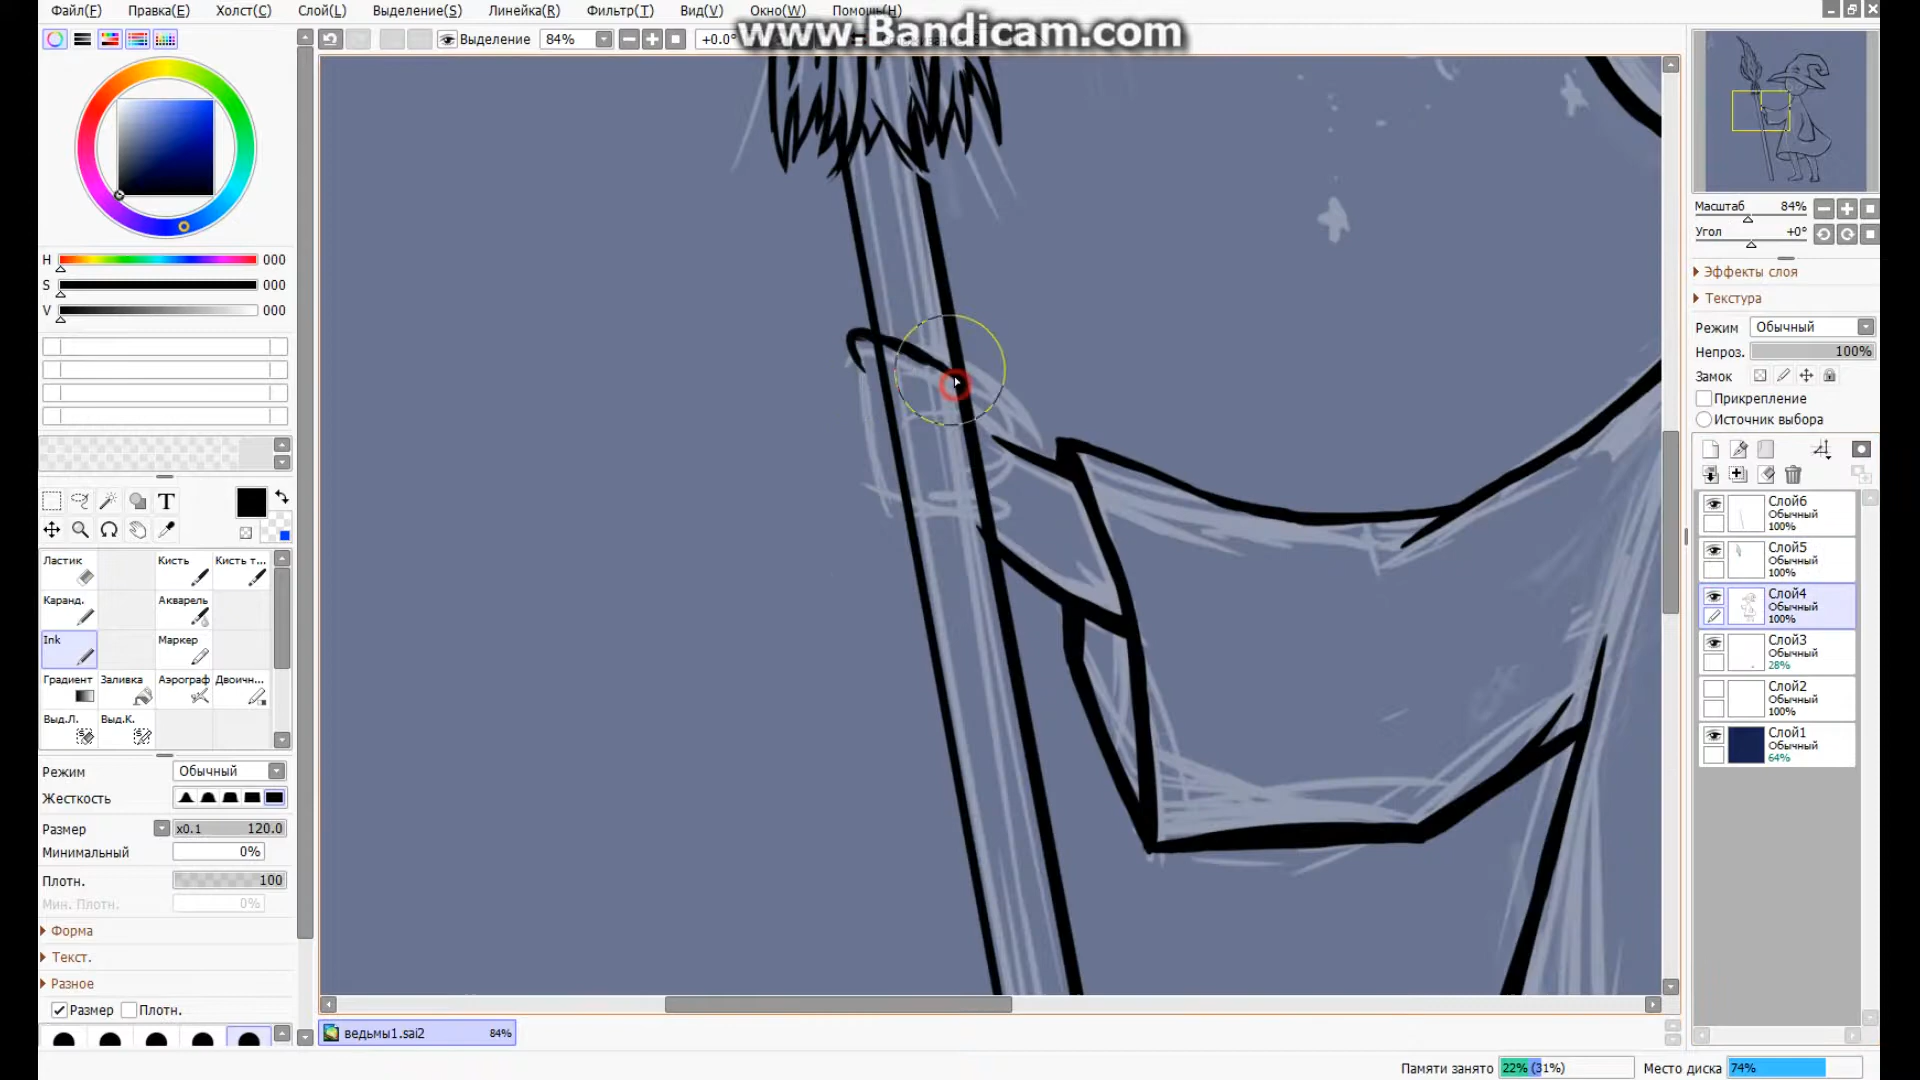 Файл(F) Правка(E) Холст(C) Слой(L) Выделение(S) Линейка(R) Фильтр(T) Вид(V) Окно(W) Помощь(H)
www.Bandicam.com
Выделение 84% +0.0°
H 000
S 000
V 000
T
Ластик Кисть Кисть т...
Каранд. Акварель
Ink Маркер
Градиент Заливка Аэрограф Двоичн...
Выд.Л. Выд.К.
Режим Обычный
Жесткость
Размер x0.1 120.0
Минимальный 0%
Плотн. 100
Мин. Плотн. 0%
Форма
Текст.
Разное
Размер Плотн.
ведьмы1.sai2 84%
Масштаб 84%
Угол +0°
Эффекты слоя
Текстура
Режим Обычный
Непроз. 100%
Замок
Прикрепление
Источник выбора
Слой6
Обычный
100%
Слой5
Обычный
100%
Слой4
Обычный
100%
Слой3
Обычный
28%
Слой2
Обычный
100%
Слой1
Обычный
64%
Памяти занято 22% (31%) Место диска 74%